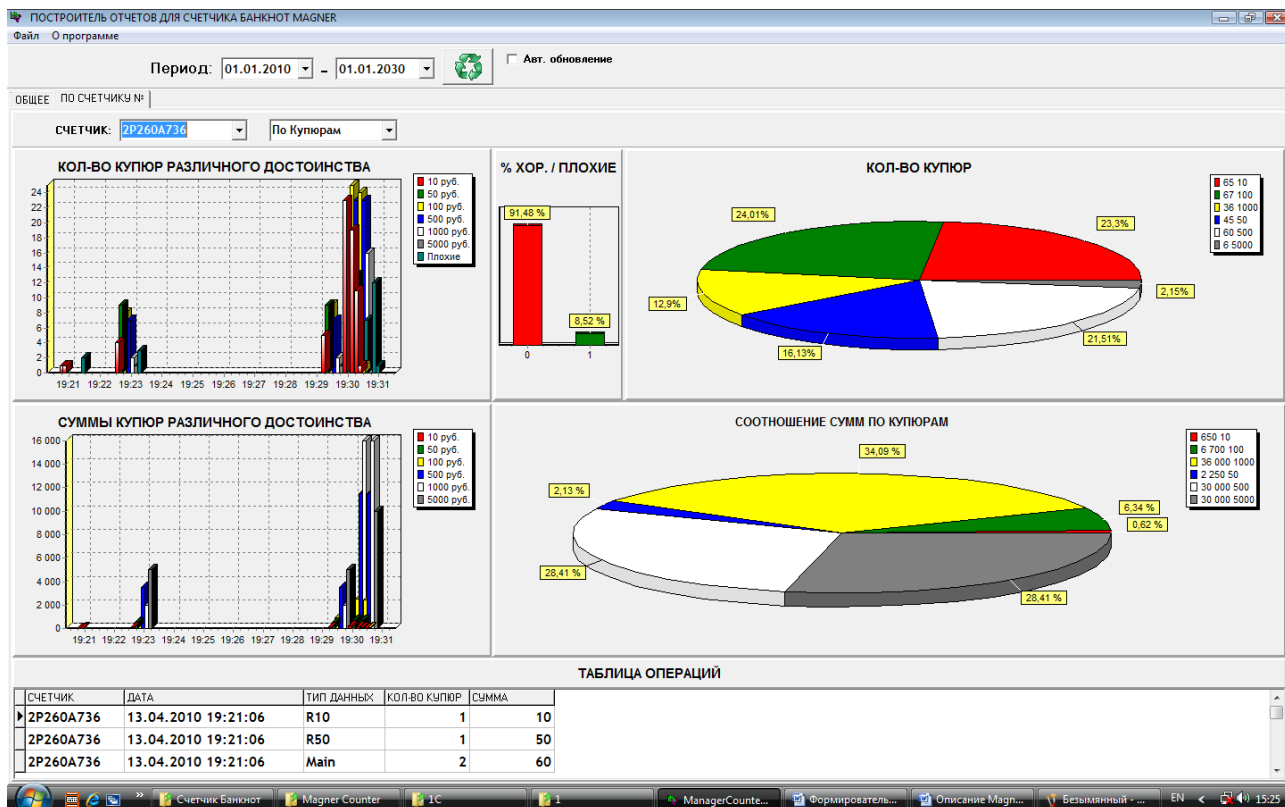 ПОСТРОИТЕЛЬ ОТЧЕТОВ ДЛЯ СЧЕТЧИКА БАНКНОТ MAGNER
Файл О программе
Период: 01.01.2010 - 01.01.2030 Авт. обновление
ОБЩЕЕ ПО СЧЕТЧИКУ №
СЧЕТЧИК: 2P260A736 По Купюрам
КОЛ-ВО КУПЮР РАЗЛИЧНОГО ДОСТОИНСТВА
24
22
20
18
16
14
12
10
8
6
4
2
0
19:21 19:22 19:23 19:24 19:25 19:26 19:27 19:28 19:29 19:30 19:31
10 руб.
50 руб.
100 руб.
500 руб.
1000 руб.
5000 руб.
Плохие
% ХОР. / ПЛОХИЕ
91,48 %
8,52 %
0 1
КОЛ-ВО КУПЮР
24,01%
23,3%
12,9%
2,15%
16,13%
21,51%
65 10
67 100
36 1000
45 50
60 500
6 5000
СУММЫ КУПЮР РАЗЛИЧНОГО ДОСТОИНСТВА
16 000
14 000
12 000
10 000
8 000
6 000
4 000
2 000
0
19:21 19:22 19:23 19:24 19:25 19:26 19:27 19:28 19:29 19:30 19:31
10 руб.
50 руб.
100 руб.
500 руб.
1000 руб.
5000 руб.
СООТНОШЕНИЕ СУММ ПО КУПЮРАМ
34,09 %
2,13 %
6,34 %
0,62 %
28,41 %
28,41 %
650 10
6 700 100
36 000 1000
2 250 50
30 000 500
30 000 5000
ТАБЛИЦА ОПЕРАЦИЙ
СЧЕТЧИК ДАТА ТИП ДАННЫХ КОЛ-ВО КУПЮР СУММА
2P260A736 13.04.2010 19:21:06 R10 1 10
2P260A736 13.04.2010 19:21:06 R50 1 50
2P260A736 13.04.2010 19:21:06 Main 2 60
Счетчик Банкнот Magner Counter 1C 1 ManagerCounte... Формирователь... Описание Magn... Безымянный - ... EN 15:25